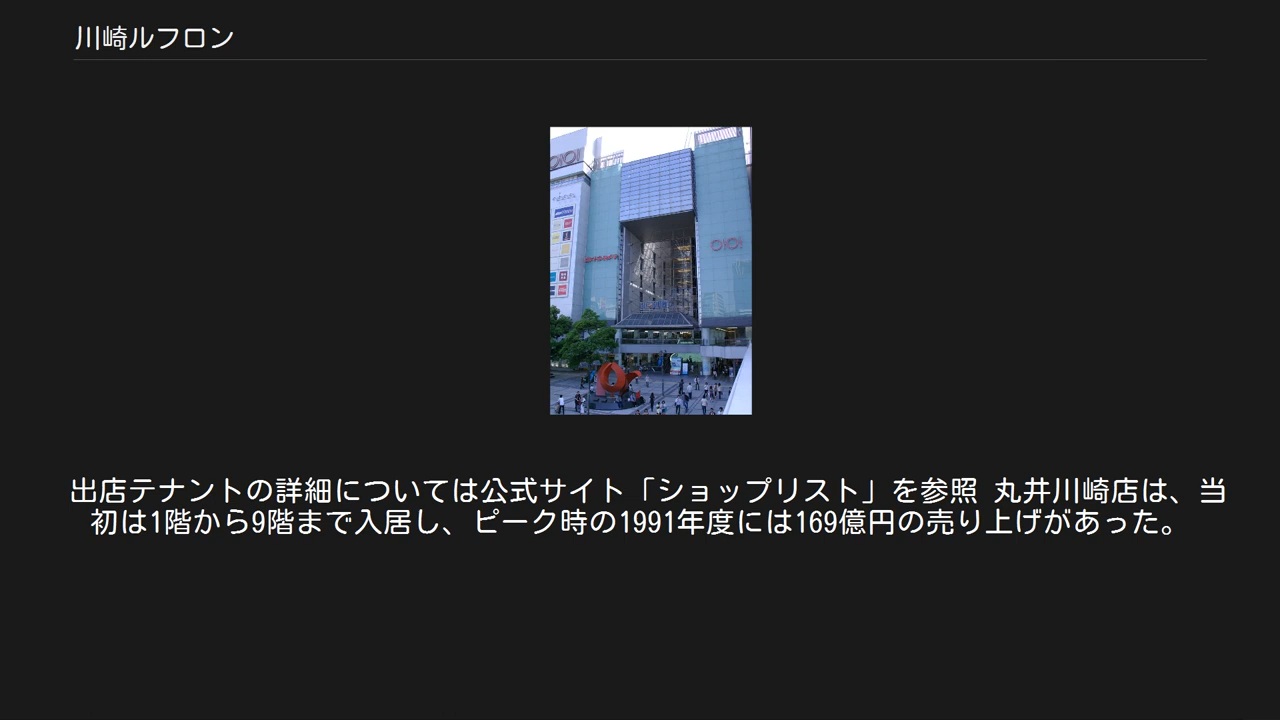 川崎ルフロン
OIOI
OIOI
出店テナントの詳細については公式サイト「ショップリスト」を参照 丸井川崎店は、当
初は1階から9階まで入居し、ピーク時の1991年度には169億円の売り上げがあった。